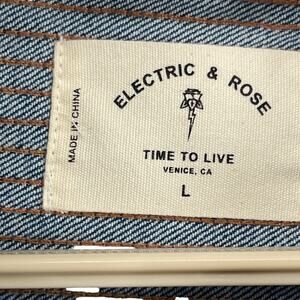 ELECTRIC & ROSE
MADE IN CHINA
TIME TO LIVE
VENICE, CA
L